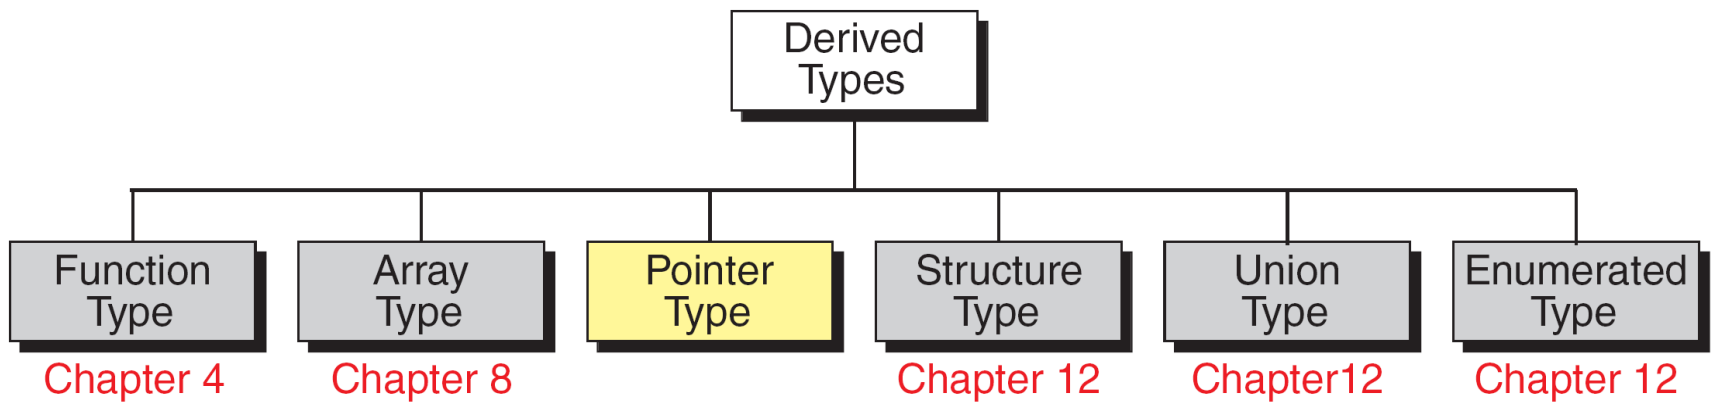 Derived
Types
Function
Type
Array
Type
Pointer
Type
Structure
Type
Union
Type
Enumerated
Type
Chapter 4
Chapter 8
Chapter 12
Chapter12
Chapter 12